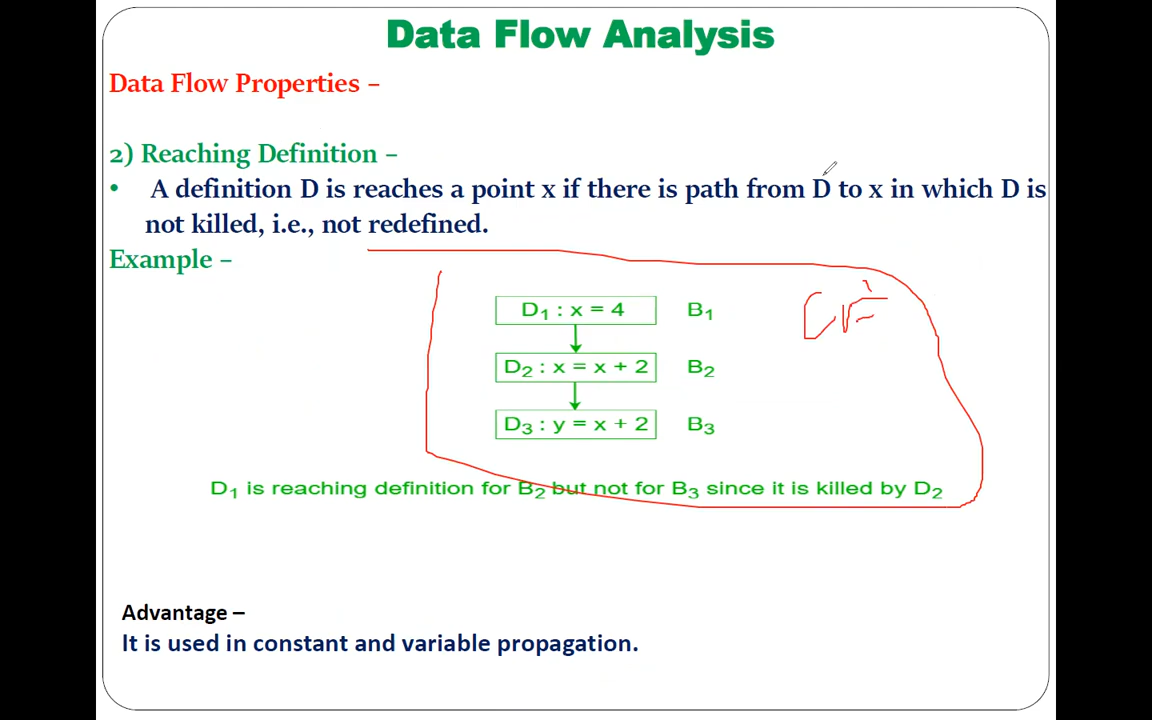 Data Flow Analysis
Data Flow Properties –
2) Reaching Definition –
• A definition D is reaches a point x if there is path from D to x in which D is
not killed, i.e., not redefined.
Example –
D₁ : x = 4 B₁
D₂ : x = x + 2 B₂
D₃ : y = x + 2 B₃
D₁ is reaching definition for B₂ but not for B₃ since it is killed by D₂
Advantage –
It is used in constant and variable propagation.